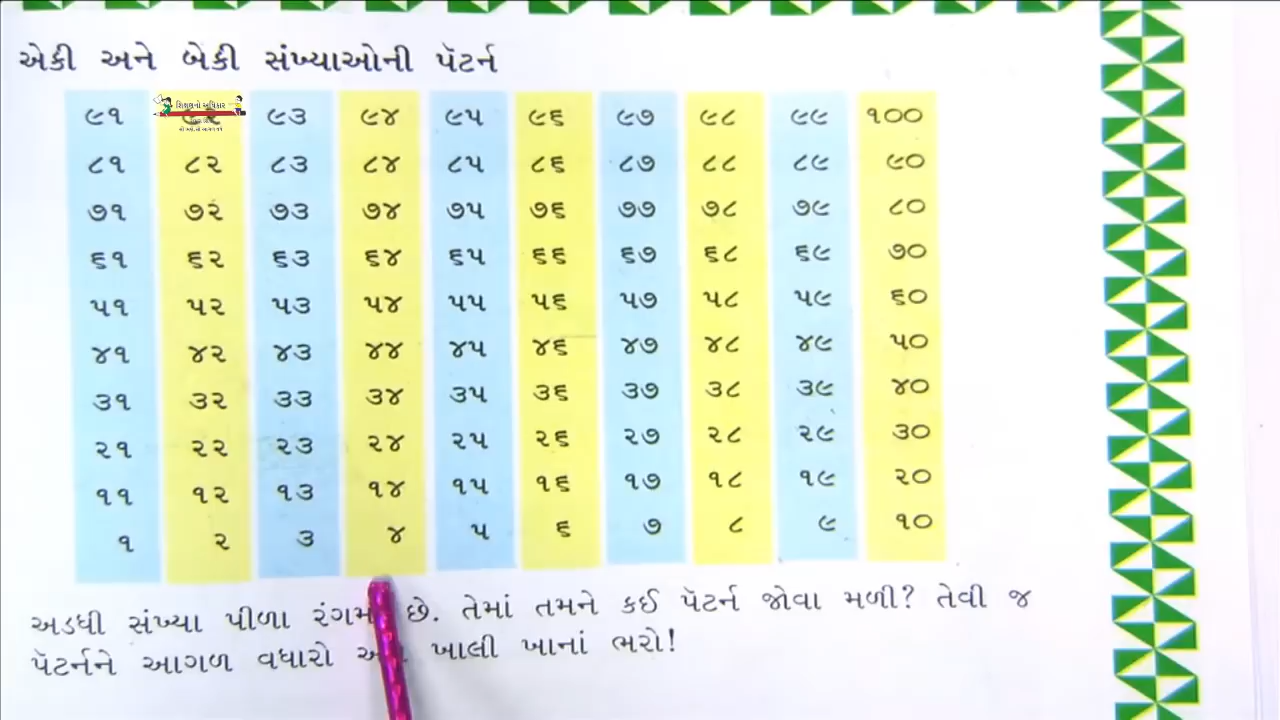 એકી અને બેકી સંખ્યાઓની પૅટર્ન
શિક્ષણનો અધિકાર
૯૧ ૯૩ ૯૪ ૯૫ ૯૬ ૯૭ ૯૮ ૯૯ ૧૦૦
૮૧ ૮૨ ૮૩ ૮૪ ૮૫ ૮૬ ૮૭ ૮૮ ૮૯ ૯૦
૭૧ ૭૨ ૭૩ ૭૪ ૭૫ ૭૬ ૭૭ ૭૮ ૭૯ ૮૦
૬૧ ૬૨ ૬૩ ૬૪ ૬૫ ૬૬ ૬૭ ૬૮ ૬૯ ૭૦
૫૧ ૫૨ ૫૩ ૫૪ ૫૫ ૫૬ ૫૭ ૫૮ ૫૯ ૬૦
૪૧ ૪૨ ૪૩ ૪૪ ૪૫ ૪૬ ૪૭ ૪૮ ૪૯ ૫૦
૩૧ ૩૨ ૩૩ ૩૪ ૩૫ ૩૬ ૩૭ ૩૮ ૩૯ ૪૦
૨૧ ૨૨ ૨૩ ૨૪ ૨૫ ૨૬ ૨૭ ૨૮ ૨૯ ૩૦
૧૧ ૧૨ ૧૩ ૧૪ ૧૫ ૧૬ ૧૭ ૧૮ ૧૯ ૨૦
૧ ૨ ૩ ૪ ૫ ૬ ૭ ૮ ૯ ૧૦
અડધી સંખ્યા પીળા છે. તેમાં તમને કઈ પૅટર્ન જોવા મળી? તેવી જ
પૅટર્નને આગળ વધારો ખાલી ખાનાં ભરો!